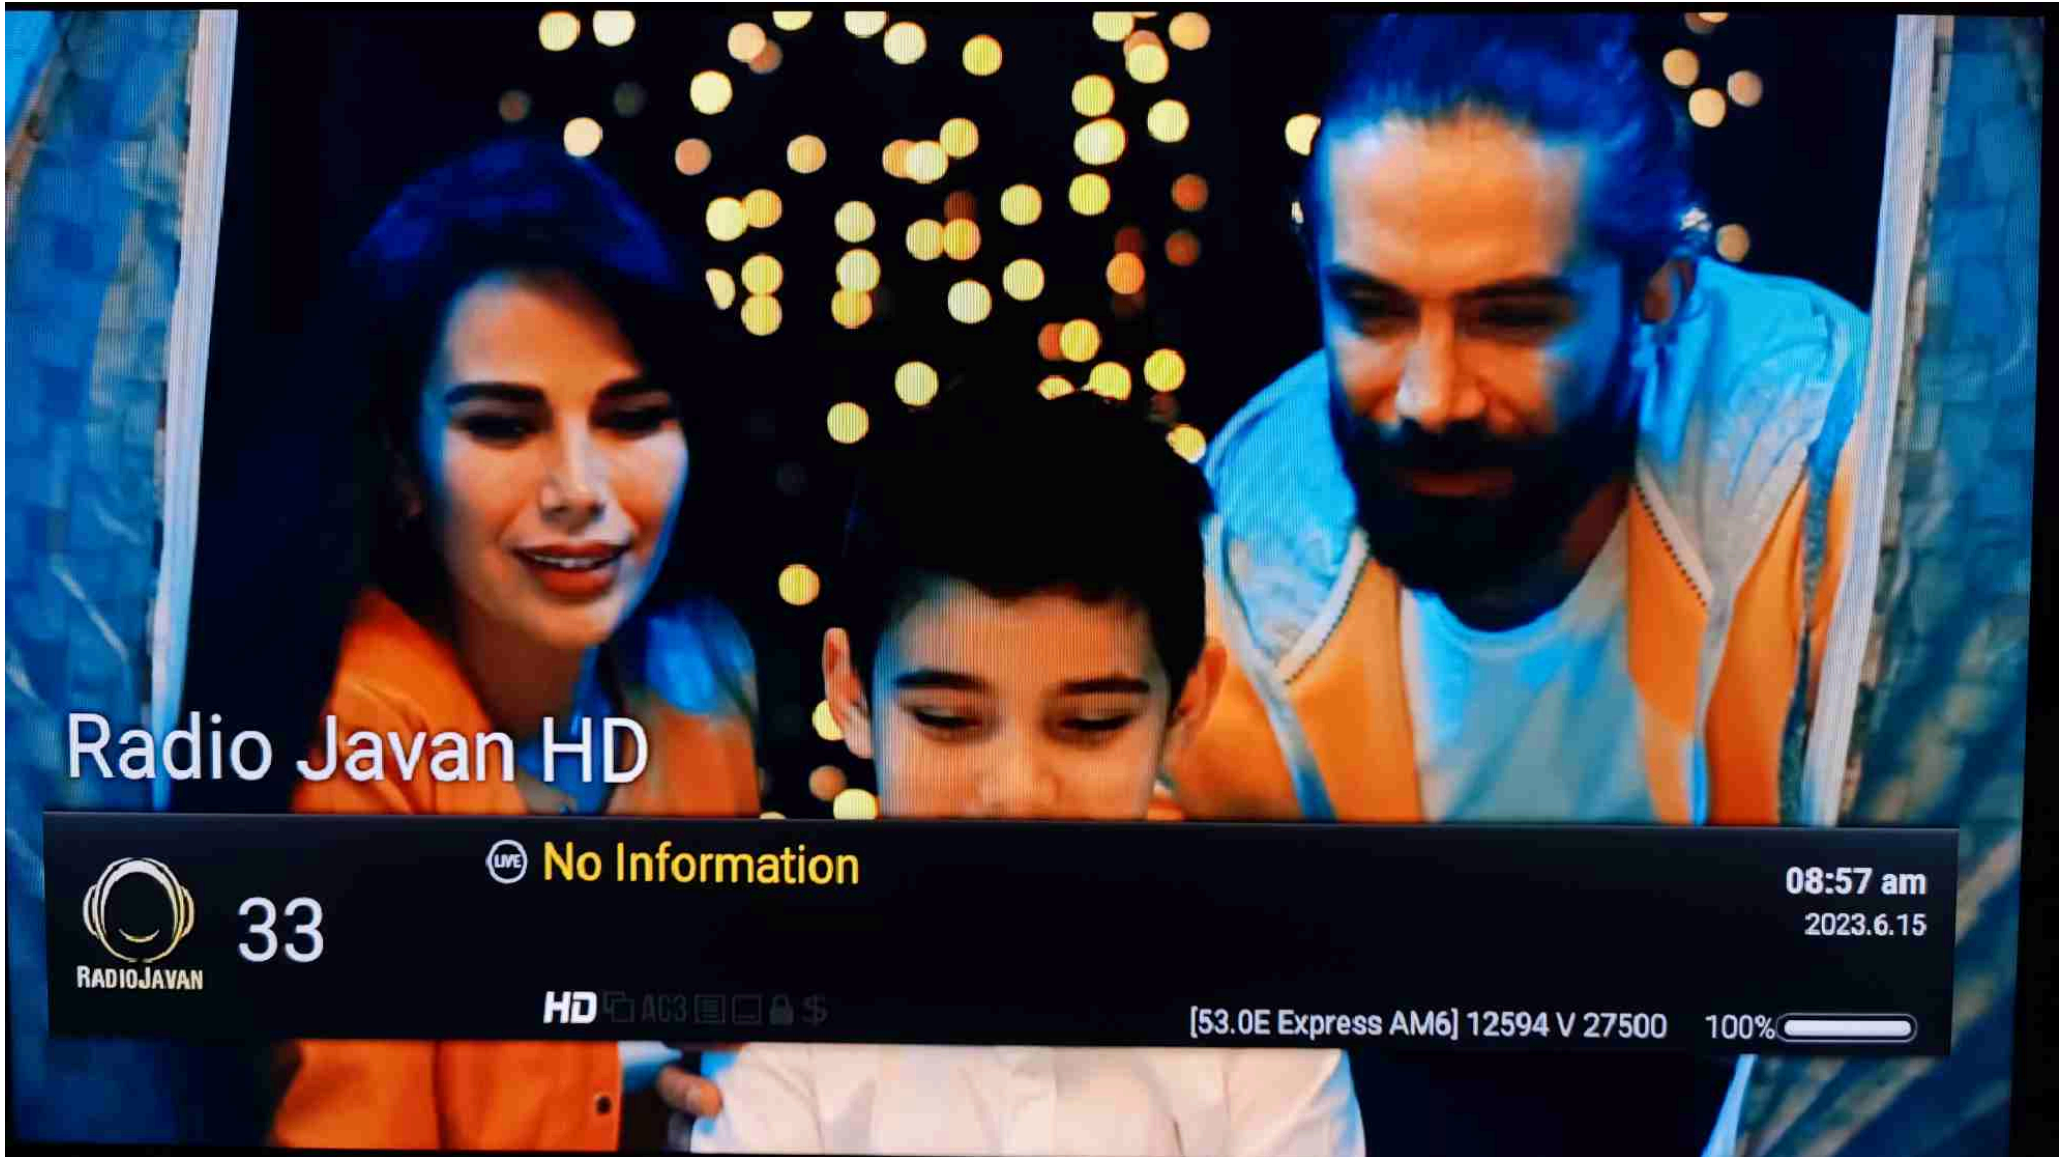 Radio Javan HD
LIVE No Information
08:57 am
33
2023.6.15
RADIOJAVAN
HD AC3 $
[53.0E Express AM6] 12594 V 27500 100%